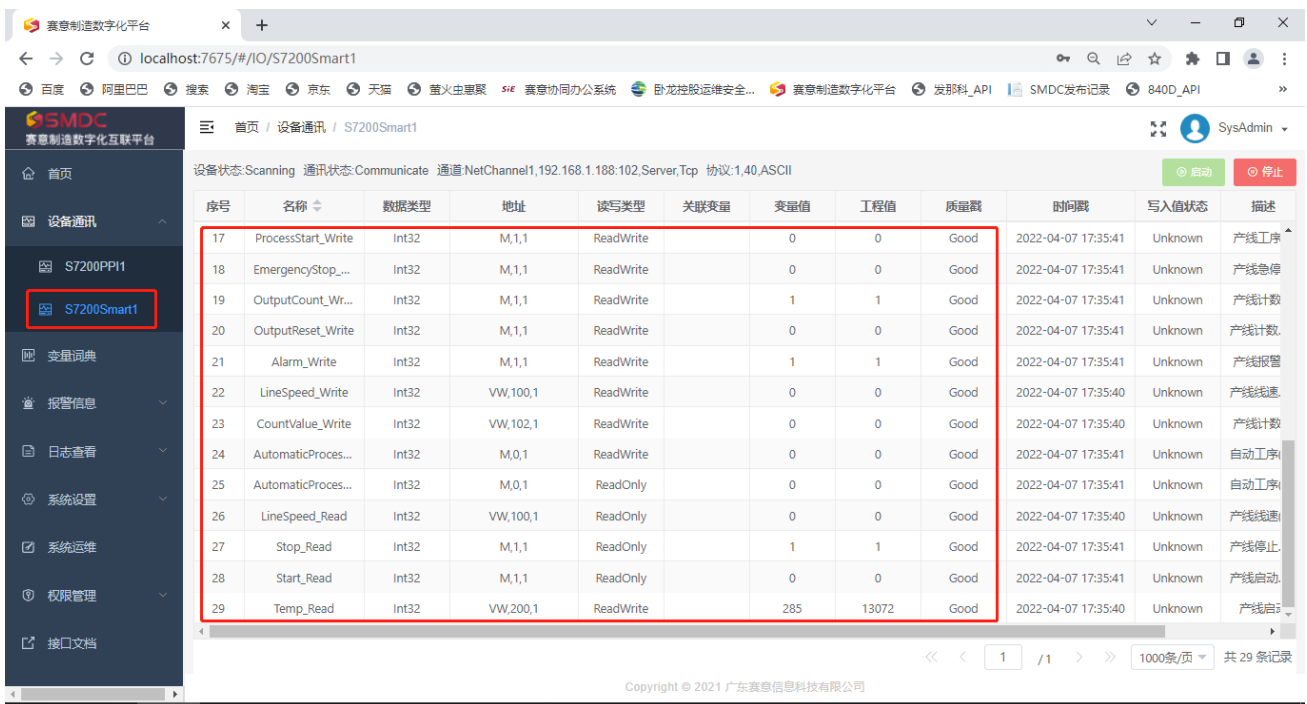 赛意制造数字化平台
localhost:7675/#/IO/S7200Smart1
百度 阿里巴巴 搜索 淘宝 京东 天猫 萤火虫惠聚 SiE 赛意协同办公系统 卧龙控股运维安全... 赛意制造数字化平台 发那科_API SMDC发布记录 840D_API »
SMDC
赛意制造数字化互联平台
首页 / 设备通讯 / S7200Smart1
SysAdmin
首页
设备通讯
S7200PPI1
S7200Smart1
变量词典
报警信息
日志查看
系统设置
系统运维
权限管理
接口文档
设备状态:Scanning 通讯状态:Communicate 通道:NetChannel1,192.168.1.188:102,Server,Tcp 协议:1,40,ASCII
启动 停止
序号 名称 数据类型 地址 读写类型 关联变量 变量值 工程值 质量戳 时间戳 写入值状态 描述
17 ProcessStart_Write Int32 M,1,1 ReadWrite 0 0 Good 2022-04-07 17:35:41 Unknown 产线工序
18 EmergencyStop_... Int32 M,1,1 ReadWrite 0 0 Good 2022-04-07 17:35:41 Unknown 产线急停
19 OutputCount_Wr... Int32 M,1,1 ReadWrite 1 1 Good 2022-04-07 17:35:41 Unknown 产线计数
20 OutputReset_Write Int32 M,1,1 ReadWrite 0 0 Good 2022-04-07 17:35:41 Unknown 产线计数.
21 Alarm_Write Int32 M,1,1 ReadWrite 1 1 Good 2022-04-07 17:35:41 Unknown 产线报警
22 LineSpeed_Write Int32 VW,100,1 ReadWrite 0 0 Good 2022-04-07 17:35:40 Unknown 产线线速.
23 CountValue_Write Int32 VW,102,1 ReadWrite 0 0 Good 2022-04-07 17:35:40 Unknown 产线计数
24 AutomaticProces... Int32 M,0,1 ReadWrite 0 0 Good 2022-04-07 17:35:41 Unknown 自动工序(
25 AutomaticProces... Int32 M,0,1 ReadOnly 0 0 Good 2022-04-07 17:35:41 Unknown 自动工序(
26 LineSpeed_Read Int32 VW,100,1 ReadOnly 0 0 Good 2022-04-07 17:35:40 Unknown 产线线速(
27 Stop_Read Int32 M,1,1 ReadOnly 1 1 Good 2022-04-07 17:35:41 Unknown 产线停止.
28 Start_Read Int32 M,1,1 ReadOnly 0 0 Good 2022-04-07 17:35:41 Unknown 产线启动.
29 Temp_Read Int32 VW,200,1 ReadWrite 285 13072 Good 2022-04-07 17:35:40 Unknown 产线启
1 /1 1000条/页 共 29 条记录
Copyright © 2021 广东赛意信息科技有限公司